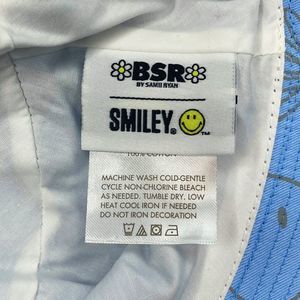 BSR
BY SAMII RYAN
SMILEY® ™
100% COTTON
MACHINE WASH COLD-GENTLE
CYCLE NON-CHLORINE BLEACH
AS NEEDED. TUMBLE DRY. LOW
HEAT COOL IRON IF NEEDED
DO NOT IRON DECORATION